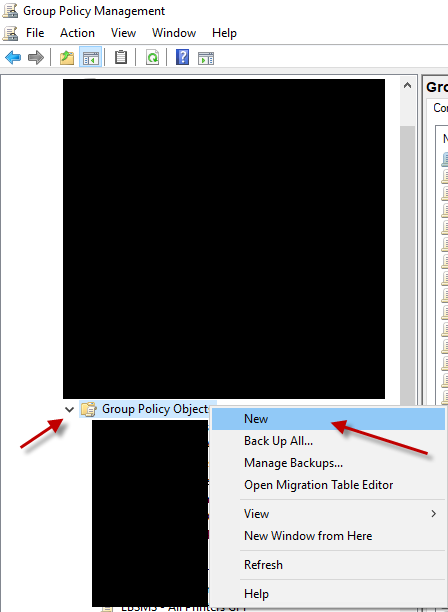 Group Policy Management
File Action View Window Help
Gro
Co
N
Group Policy Object
New
Back Up All...
Manage Backups...
Open Migration Table Editor
View
New Window from Here
Refresh
Help